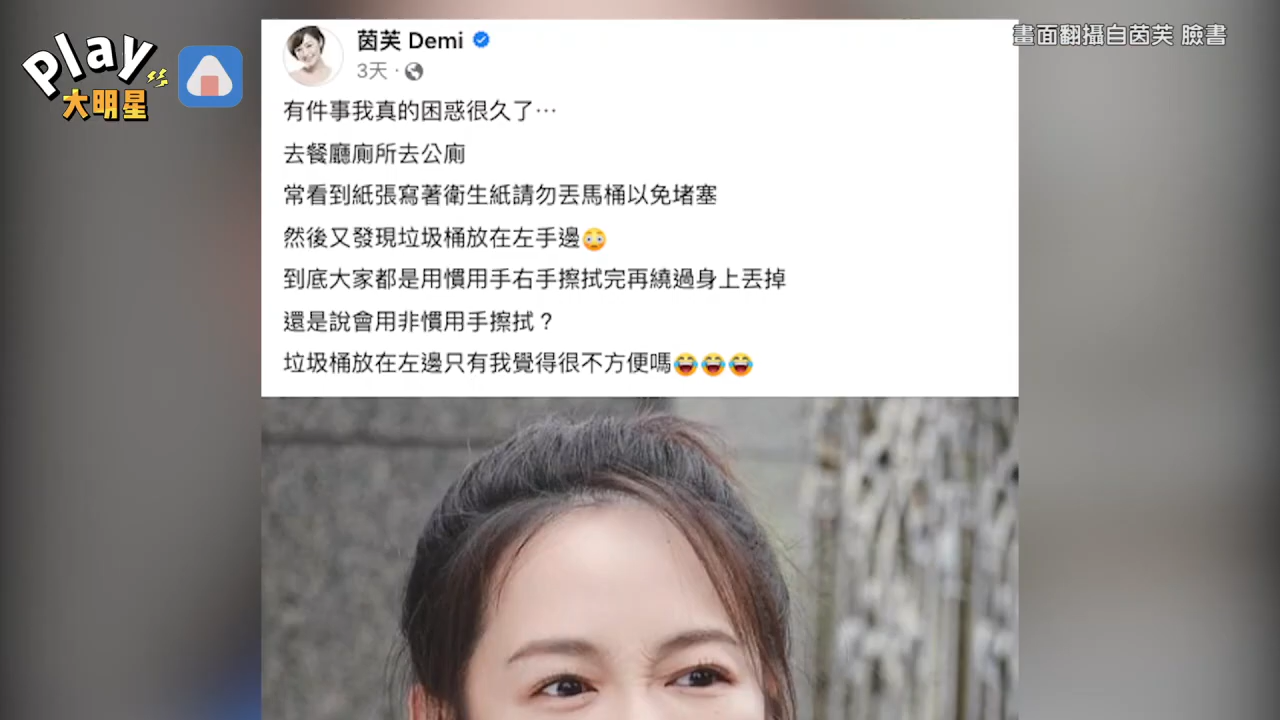 Play
大明星
畫面翻攝自茵芙 臉書
茵芙 Demi
3天 ·
有件事我真的困惑很久了⋯
去餐廳廁所去公廁
常看到紙張寫著衛生紙請勿丟馬桶以免堵塞
然後又發現垃圾桶放在左手邊😳
到底大家都是用慣用手右手擦拭完再繞過身上丟掉
還是說會用非慣用手擦拭？
垃圾桶放在左邊只有我覺得很不方便嗎😂😂😂